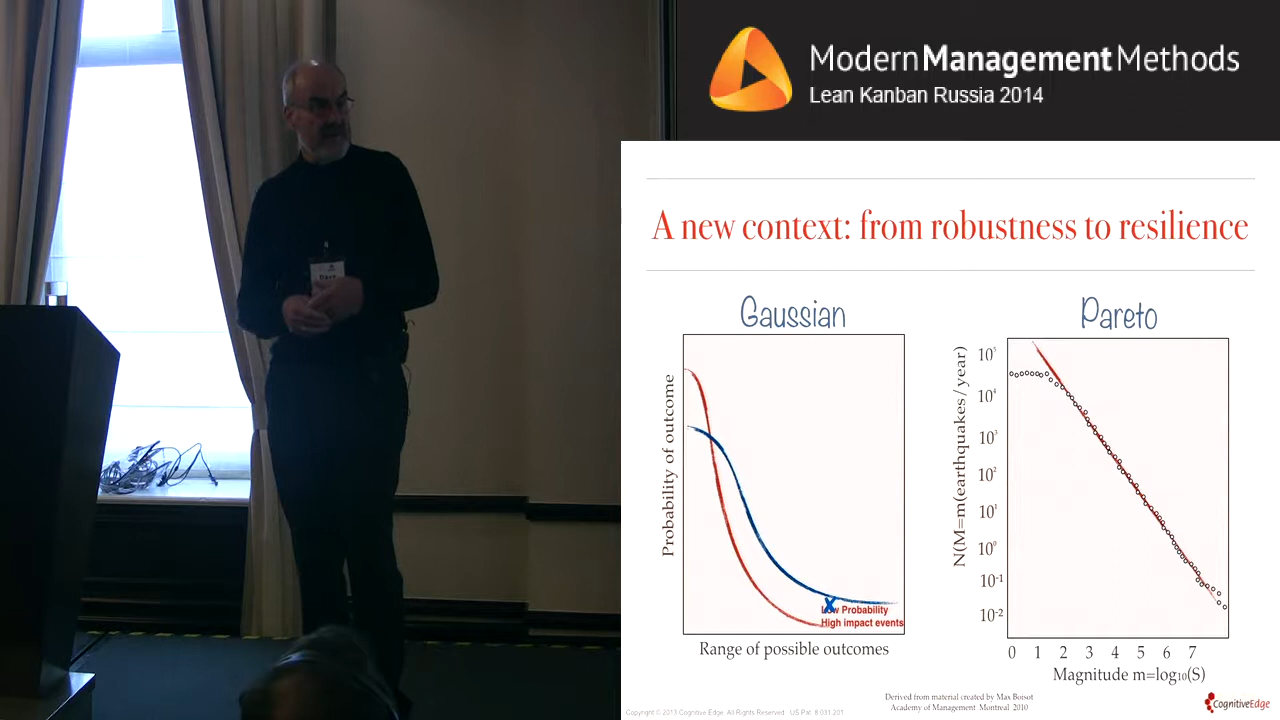 Modern Management Methods
Lean Kanban Russia 2014
A new context: from robustness to resilience
Gaussian
Probability of outcome
Low Probability
High impact events
Range of possible outcomes
Pareto
N(M=m(earthquakes/year)
10⁵
10⁴
10³
10²
10¹
10⁰
10⁻¹
10⁻²
0 1 2 3 4 5 6 7
Magnitude m=log₁₀(S)
Derived from material created by Max Boisot
Academy of Management Montreal 2010
Copyright © 2013 Cognitive Edge. All Rights Reserved. US Pat. 8,031,201
CognitiveEdge
Dave